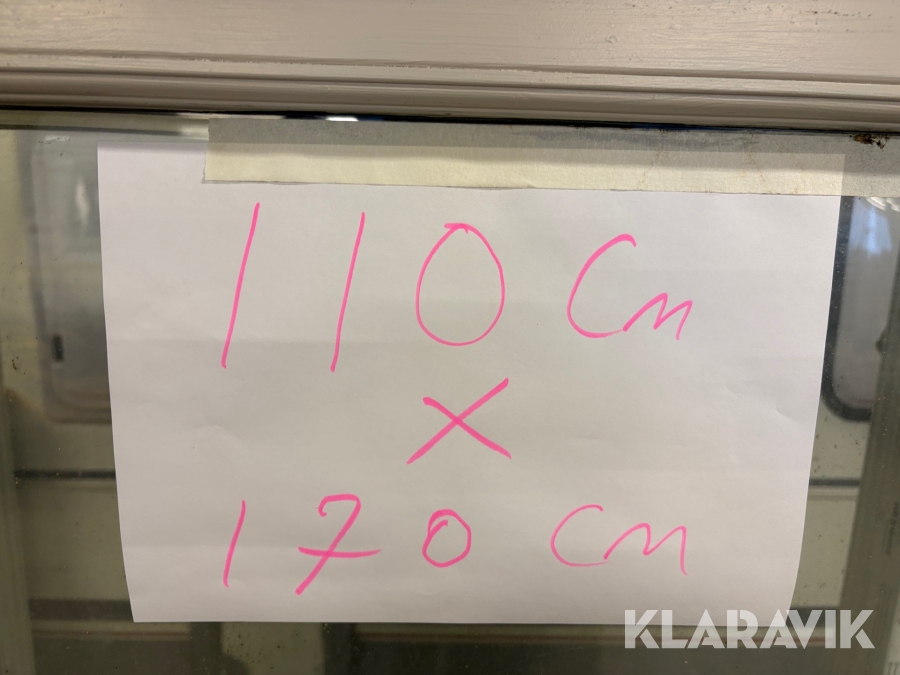 110 cm
x
170 cm
KLARAVIK